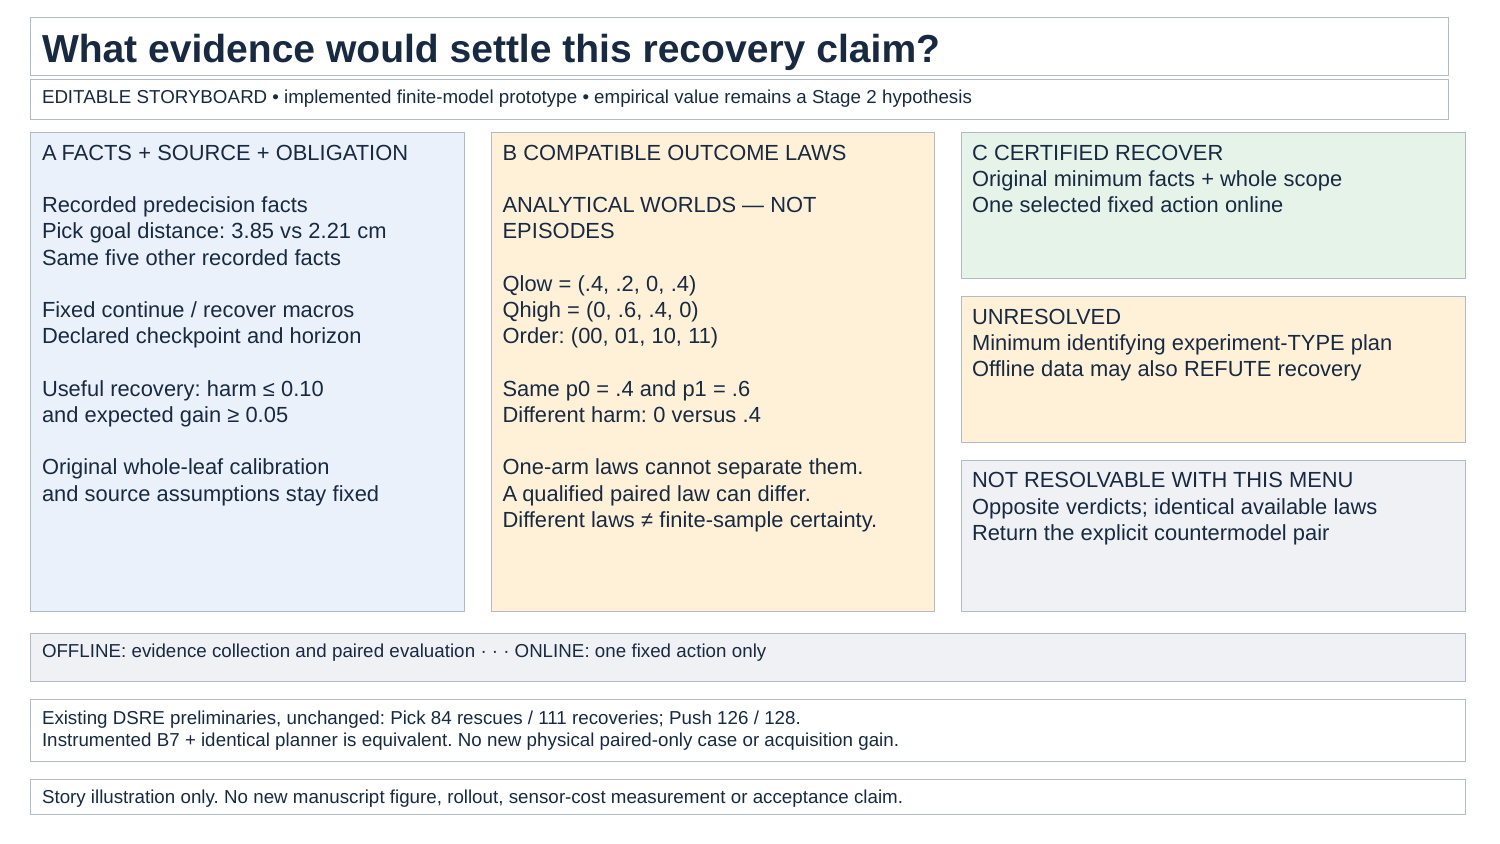 What evidence would settle this recovery claim?
EDITABLE STORYBOARD • implemented finite-model prototype • empirical value remains a Stage 2 hypothesis
A FACTS + SOURCE + OBLIGATION
Recorded predecision facts
Pick goal distance: 3.85 vs 2.21 cm
Same five other recorded facts
Fixed continue / recover macros
Declared checkpoint and horizon
Useful recovery: harm ≤ 0.10
and expected gain ≥ 0.05
Original whole-leaf calibration
and source assumptions stay fixed
B COMPATIBLE OUTCOME LAWS
ANALYTICAL WORLDS — NOT
EPISODES
Qlow = (.4, .2, 0, .4)
Qhigh = (0, .6, .4, 0)
Order: (00, 01, 10, 11)
Same p0 = .4 and p1 = .6
Different harm: 0 versus .4
One-arm laws cannot separate them.
A qualified paired law can differ.
Different laws ≠ finite-sample certainty.
C CERTIFIED RECOVER
Original minimum facts + whole scope
One selected fixed action online
UNRESOLVED
Minimum identifying experiment-TYPE plan
Offline data may also REFUTE recovery
NOT RESOLVABLE WITH THIS MENU
Opposite verdicts; identical available laws
Return the explicit countermodel pair
OFFLINE: evidence collection and paired evaluation · · · ONLINE: one fixed action only
Existing DSRE preliminaries, unchanged: Pick 84 rescues / 111 recoveries; Push 126 / 128.
Instrumented B7 + identical planner is equivalent. No new physical paired-only case or acquisition gain.
Story illustration only. No new manuscript figure, rollout, sensor-cost measurement or acceptance claim.